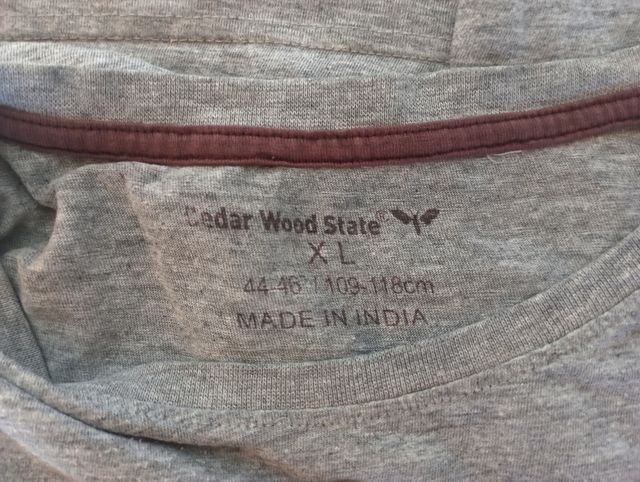 Cedar Wood State®
XL
44-46 / 109-118cm
MADE IN INDIA